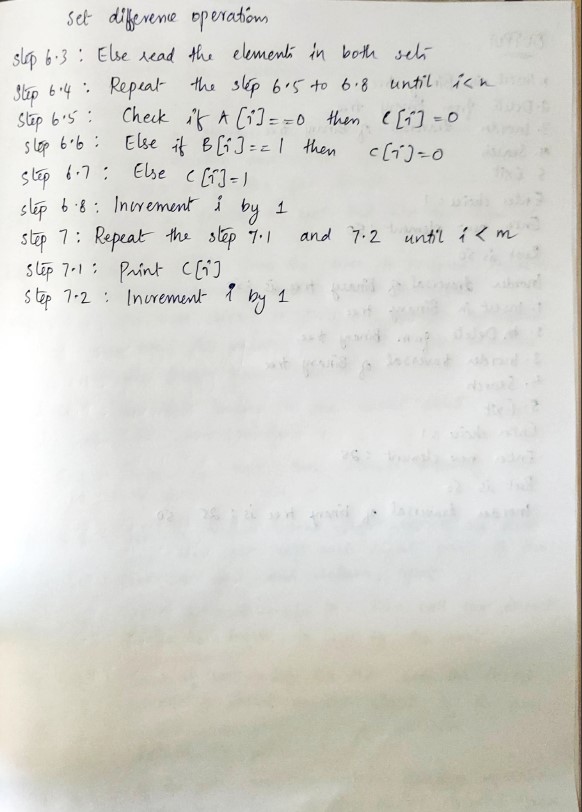 set difference operation
step 6.3 : Else read the elements in both sets
step 6.4 : Repeat the step 6.5 to 6.8 until i<n
step 6.5 : Check if A[i]==0 then C[i]=0
step 6.6 : Else if B[i]==1 then C[i]=0
step 6.7 : Else C[i]=1
step 6.8 : Increment i by 1
step 7 : Repeat the step 7.1 and 7.2 until i<m
step 7.1 : Print C[i]
step 7.2 : Increment i by 1